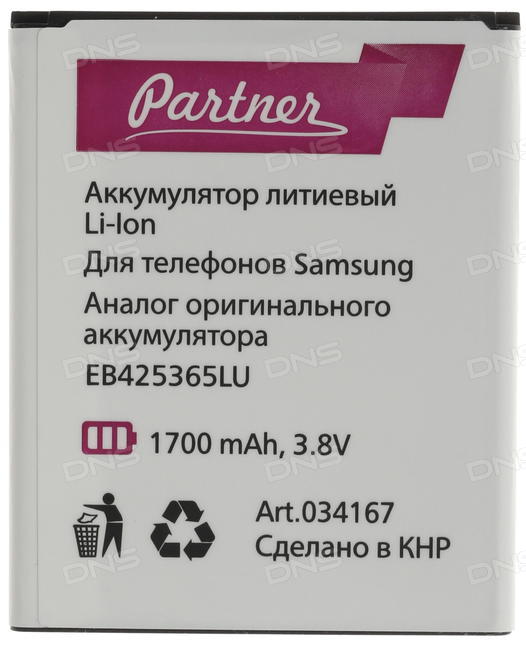 Partner
Аккумулятор литиевый
Li-Ion
Для телефонов Samsung
Аналог оригинального
аккумулятора
EB425365LU
1700 mAh, 3.8V
Art.034167
Сделано в КНР
DNS